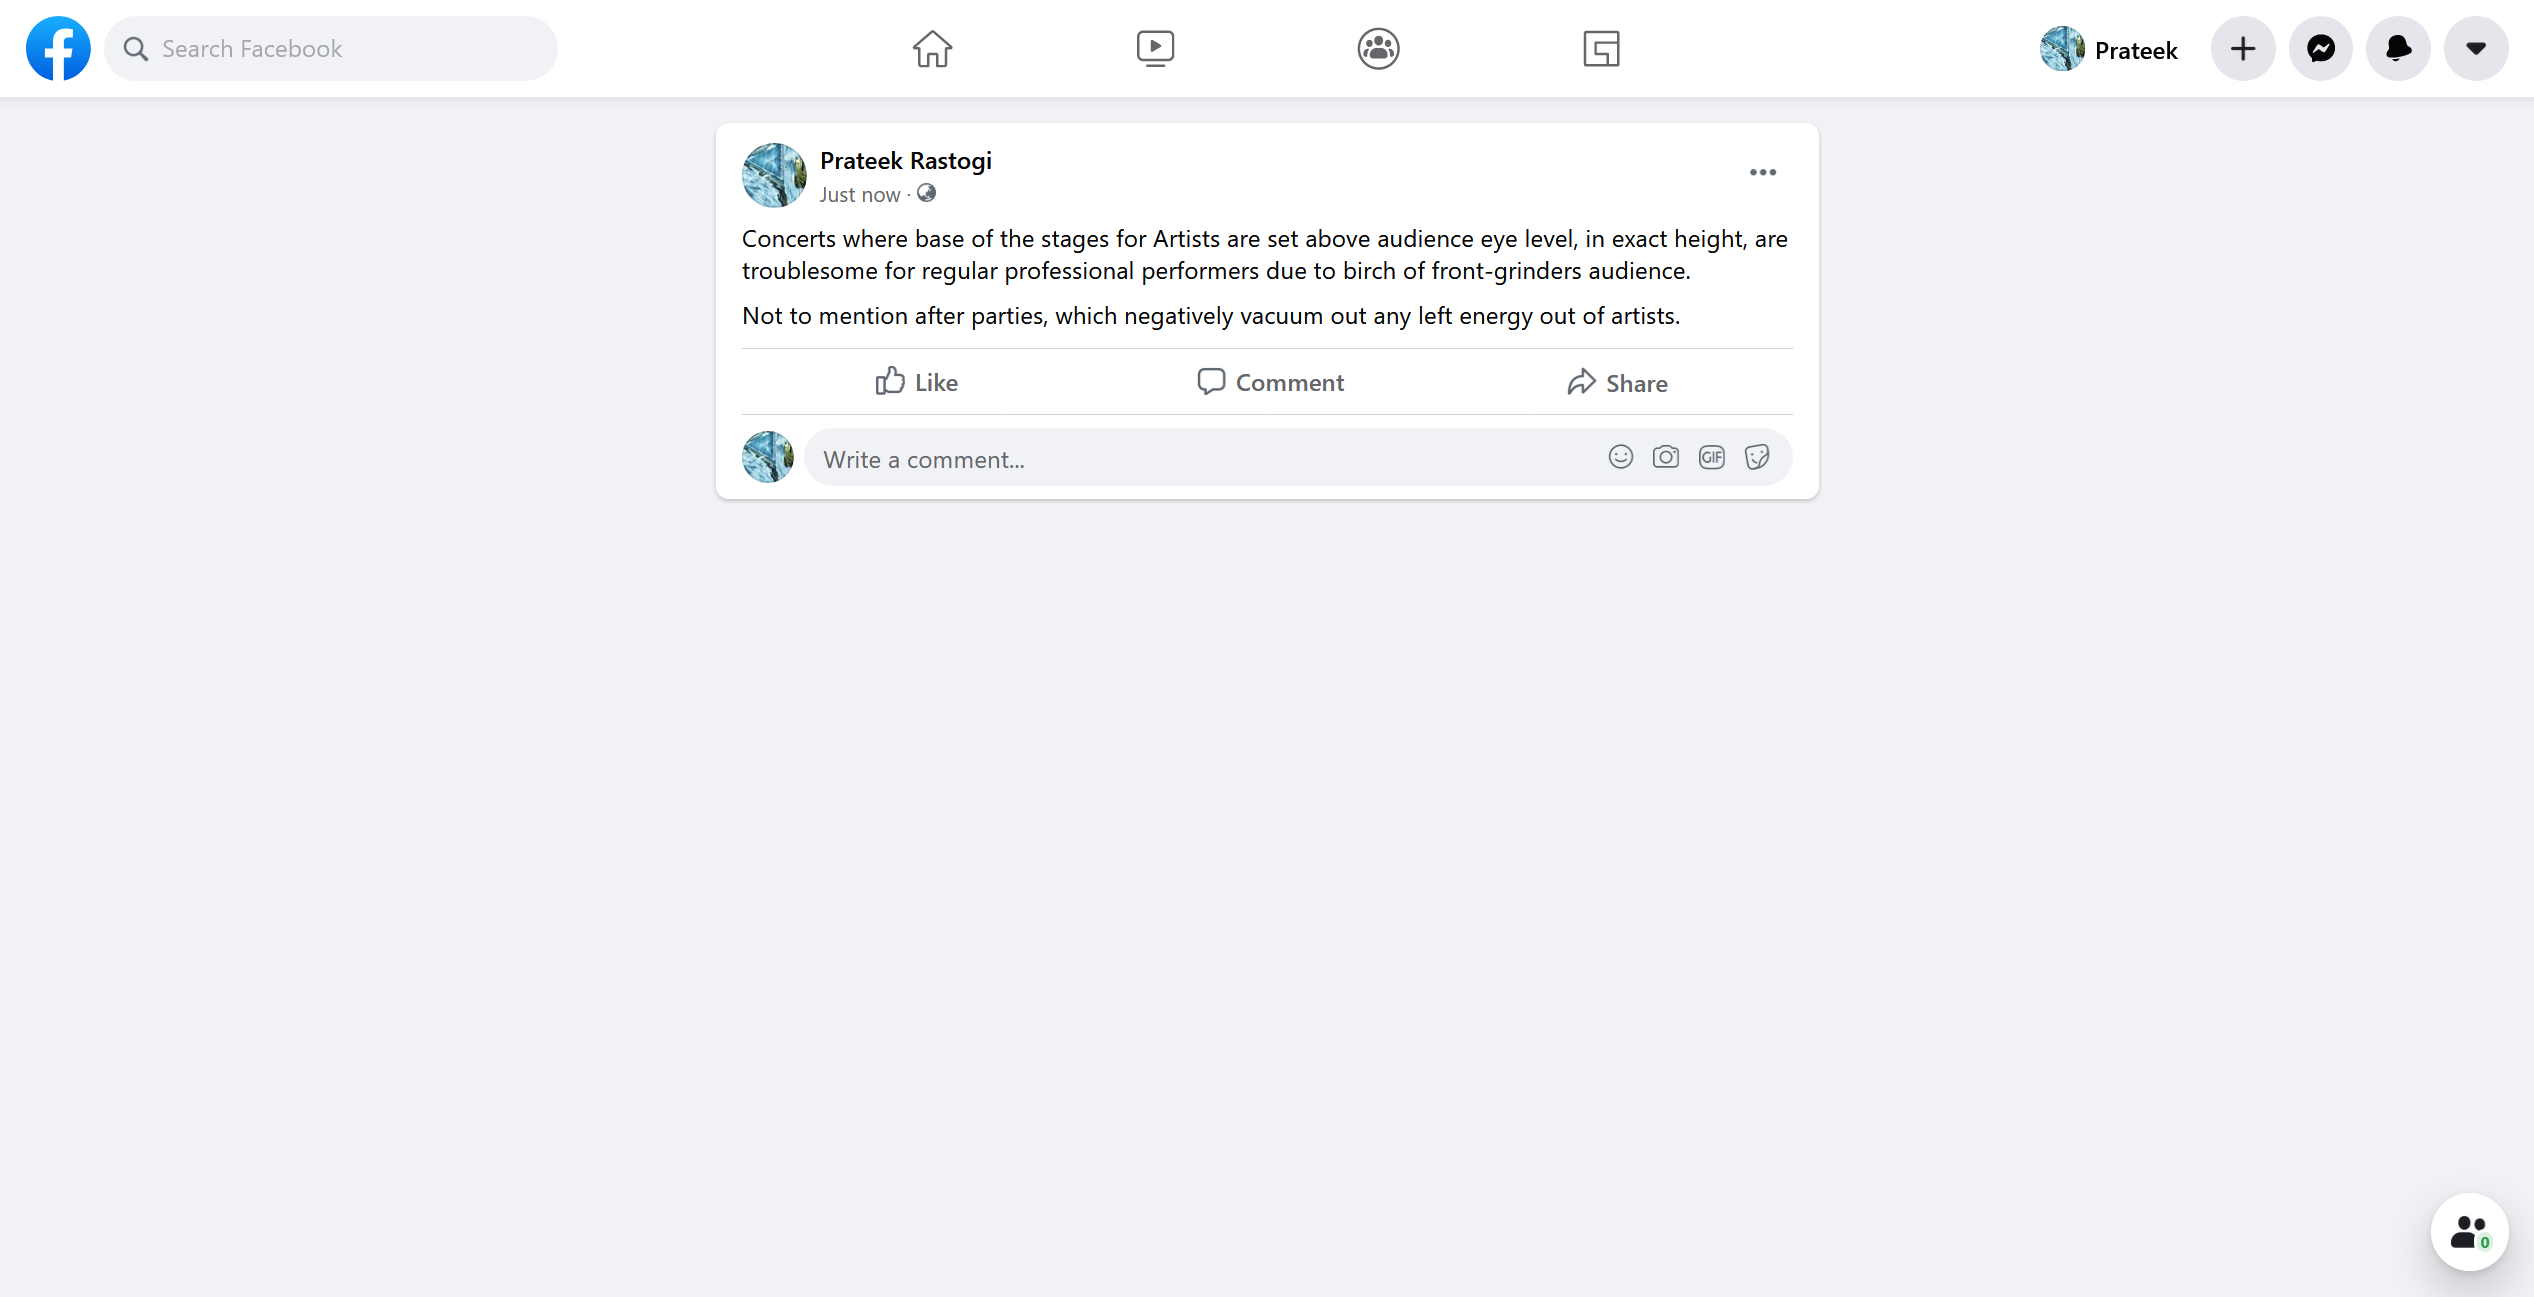 Search Facebook
Prateek
Prateek Rastogi
Just now ·
Concerts where base of the stages for Artists are set above audience eye level, in exact height, are
troublesome for regular professional performers due to birch of front-grinders audience.
Not to mention after parties, which negatively vacuum out any left energy out of artists.
Like
Comment
Share
Write a comment...
GIF
0